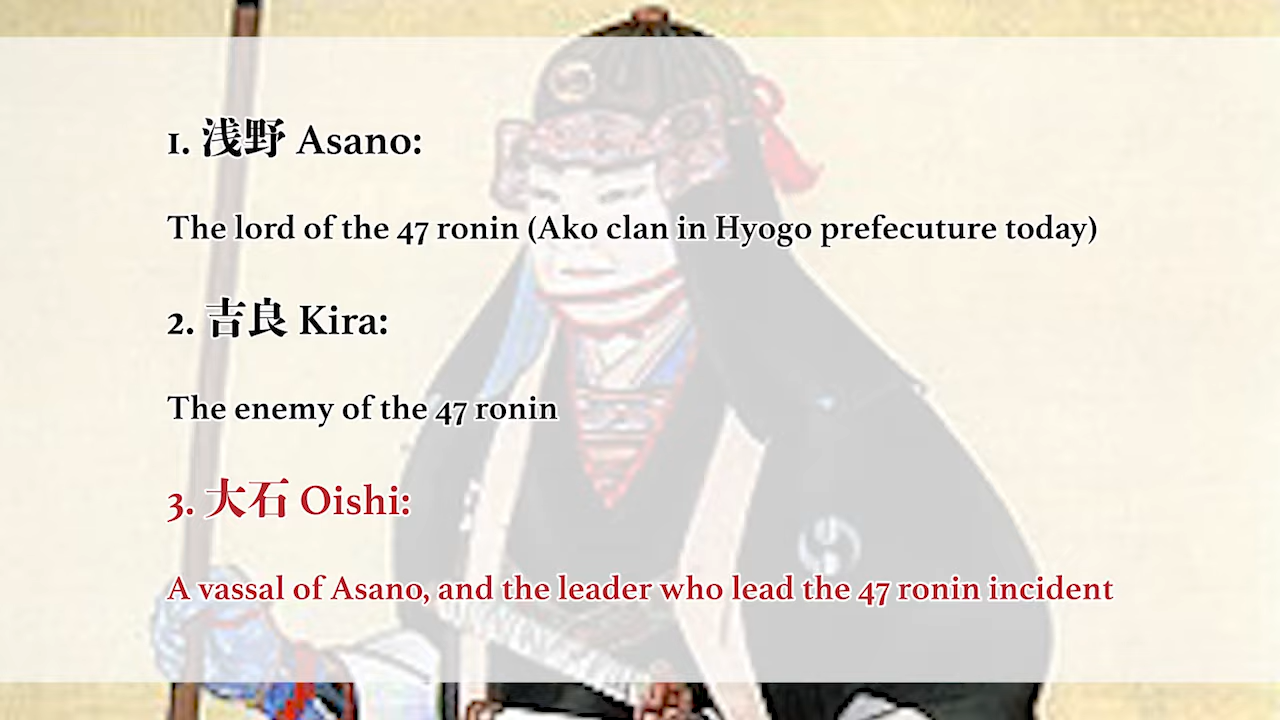 1. 浅野 Asano:
The lord of the 47 ronin (Ako clan in Hyogo prefecuture today)
2. 吉良 Kira:
The enemy of the 47 ronin
3. 大石 Oishi:
A vassal of Asano, and the leader who lead the 47 ronin incident